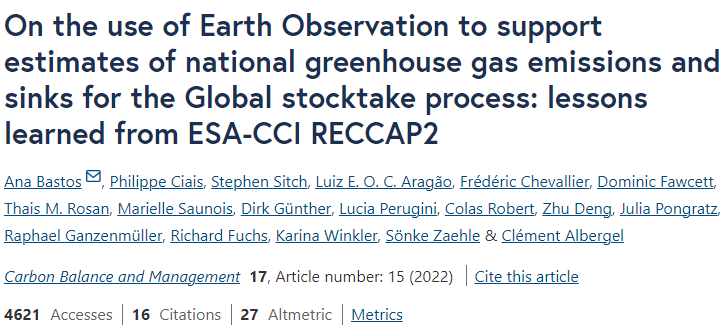 On the use of Earth Observation to support
estimates of national greenhouse gas emissions and
sinks for the Global stocktake process: lessons
learned from ESA-CCI RECCAP2
Ana Bastos, Philippe Ciais, Stephen Sitch, Luiz E. O. C. Aragão, Frédéric Chevallier, Dominic Fawcett,
Thais M. Rosan, Marielle Saunois, Dirk Günther, Lucia Perugini, Colas Robert, Zhu Deng, Julia Pongratz,
Raphael Ganzenmüller, Richard Fuchs, Karina Winkler, Sönke Zaehle & Clément Albergel
Carbon Balance and Management 17, Article number: 15 (2022) | Cite this article
4621 Accesses | 16 Citations | 27 Altmetric | Metrics